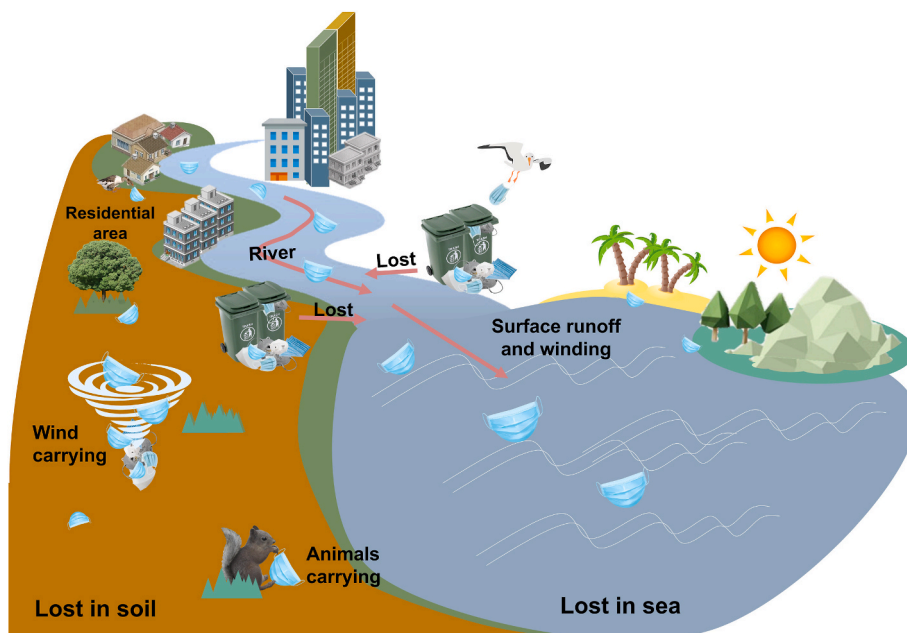 Residential
area
River
Lost
Lost
Surface runoff
and winding
Wind
carrying
Animals
carrying
Lost in soil
Lost in sea